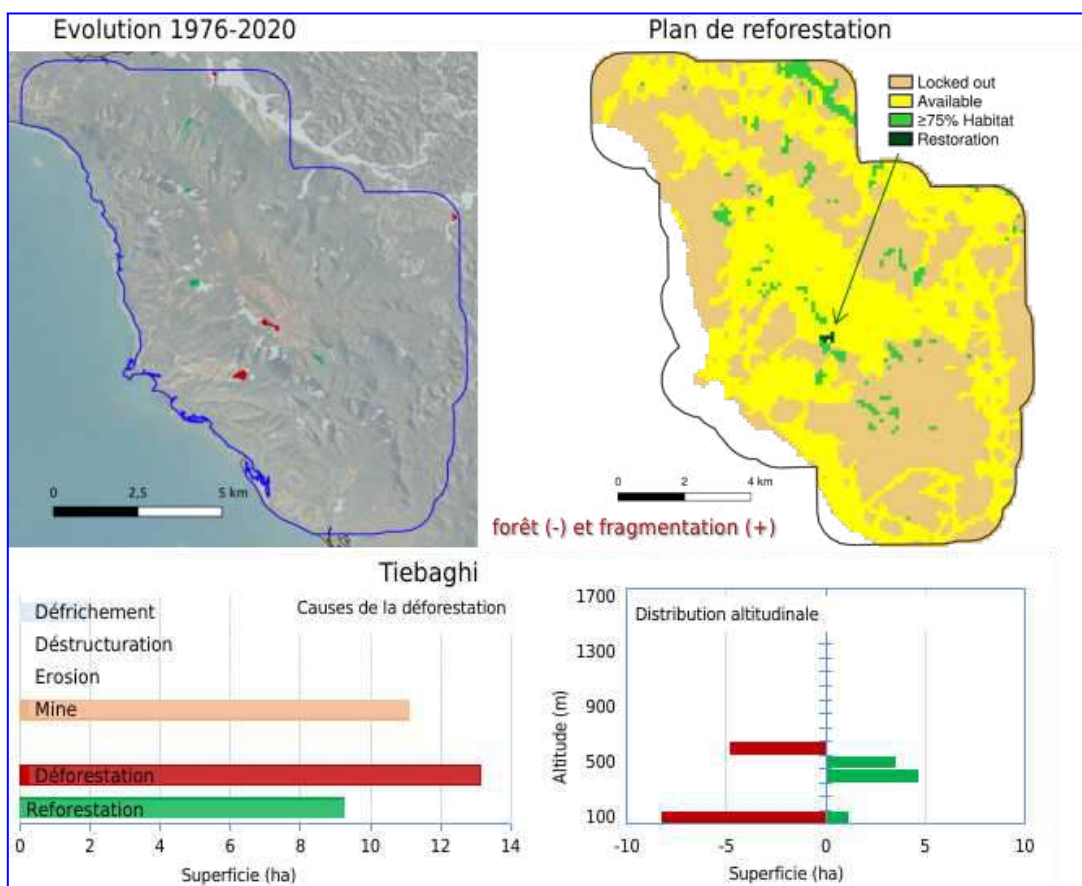 Evolution 1976-2020
Plan de reforestation
Locked out
Available
≥75% Habitat
Restoration
0 2,5 5 km
0 2 4 km
forêt (-) et fragmentation (+)
Tiebaghi
Causes de la déforestation
Défrichement
Déstructuration
Erosion
Mine
Déforestation
Reforestation
0 2 4 6 8 10 12 14
Superficie (ha)
Distribution altitudinale
Altitude (m)
1700
1300
900
500
100
-10 -5 0 5 10
Superficie (ha)